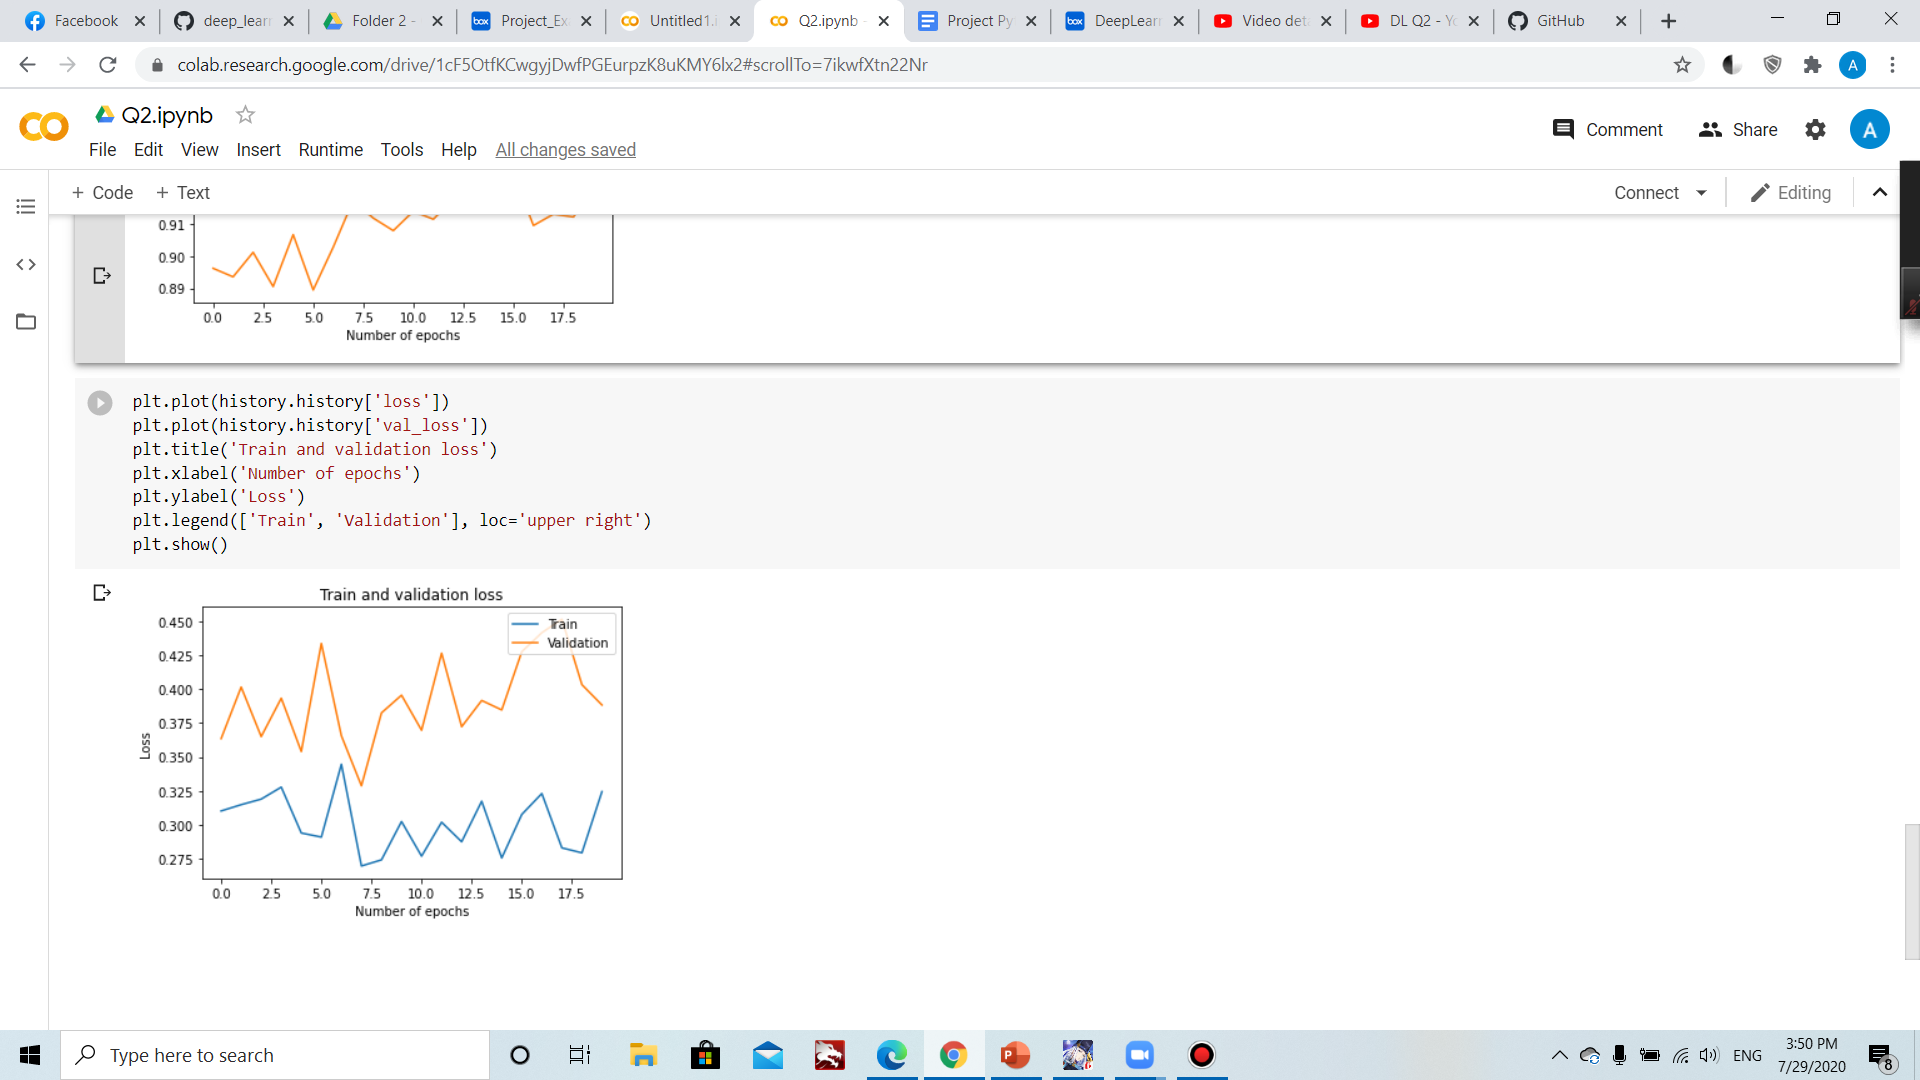 Facebook
deep_lear
Folder 2 -
Project_Ex
Untitled1.i
Q2.ipynb -
Project Py
DeepLearn
Video deta
DL Q2 - Yo
GitHub
colab.research.google.com/drive/1cF5OtfKCwgyjDwfPGEurpzK8uKMY6lx2#scrollTo=7ikwfXtn22Nr
A
Q2.ipynb
Comment
Share
A
File Edit View Insert Runtime Tools Help All changes saved
+ Code + Text
Connect
Editing
0.91
0.90
0.89
0.0 2.5 5.0 7.5 10.0 12.5 15.0 17.5
Number of epochs
plt.plot(history.history['loss'])
plt.plot(history.history['val_loss'])
plt.title('Train and validation loss')
plt.xlabel('Number of epochs')
plt.ylabel('Loss')
plt.legend(['Train', 'Validation'], loc='upper right')
plt.show()
Train and validation loss
Train
Validation
0.450
0.425
0.400
0.375
0.350
0.325
0.300
0.275
Loss
0.0 2.5 5.0 7.5 10.0 12.5 15.0 17.5
Number of epochs
Type here to search
ENG
3:50 PM
7/29/2020
8